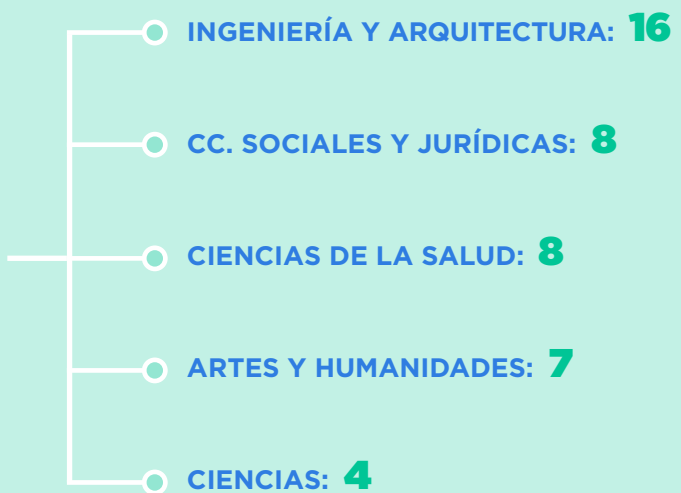 INGENIERÍA Y ARQUITECTURA: 16
CC. SOCIALES Y JURÍDICAS: 8
CIENCIAS DE LA SALUD: 8
ARTES Y HUMANIDADES: 7
CIENCIAS: 4